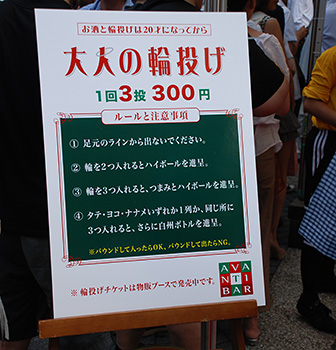 お酒と輪投げは20才になってから
大人の輪投げ
1回3投 300円
ルールと注意事項
① 足元のラインから出ないでください。
② 輪を2つ入れるとハイボールを進呈。
③ 輪を3つ入れると、つまみとハイボールを進呈。
④ タテ・ヨコ・ナナメいずれか1列か、同じ所に
3つ入れると、さらに白州ボトルを進呈。
※バウンドして入ったらOK、バウンドして出たらNG。
※ 輪投げチケットは物販ブースで発売中です。
AVA
NTI
BAR